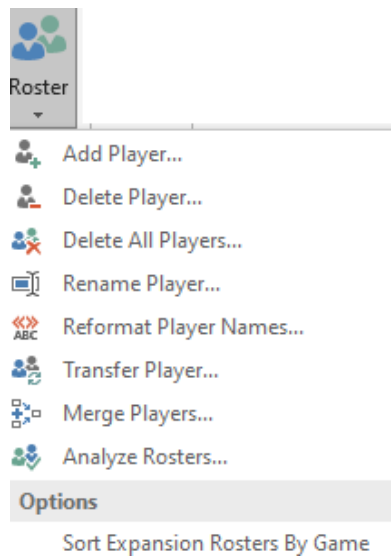 Roster
Add Player...
Delete Player...
Delete All Players...
Rename Player...
ABC
Reformat Player Names...
Transfer Player...
Merge Players...
Analyze Rosters...
Options
Sort Expansion Rosters By Game